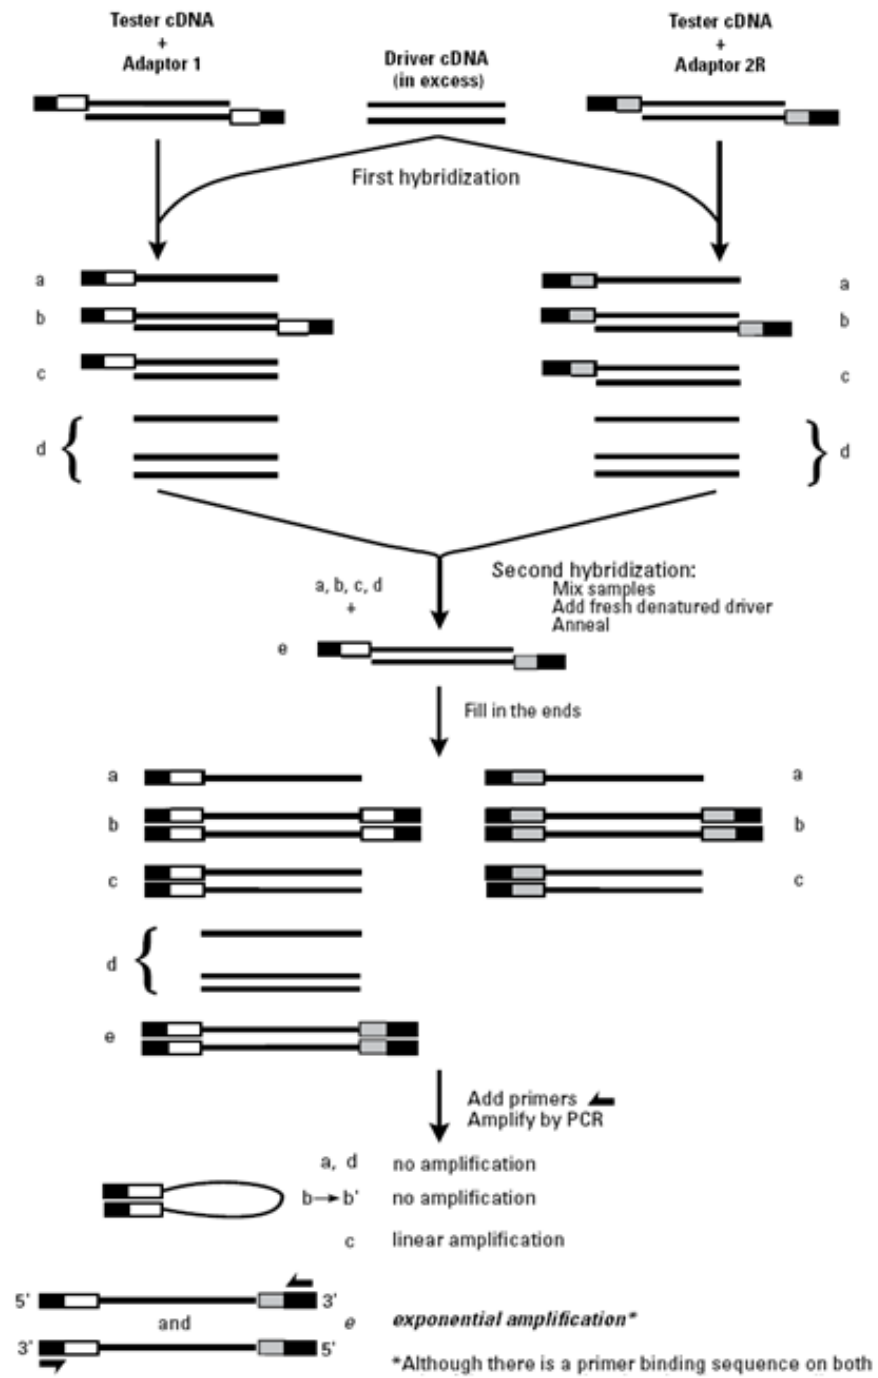 Tester cDNA
+
Adaptor 1
Driver cDNA
(in excess)
Tester cDNA
+
Adaptor 2R
First hybridization
a
a
b
b
c
c
d
d
Second hybridization:
Mix samples
Add fresh denatured driver
Anneal
a, b, c, d
+
e
Fill in the ends
a
a
b
b
c
c
d
e
Add primers
Amplify by PCR
a, d no amplification
b→b' no amplification
c linear amplification
5' 3'
and
e exponential amplification*
3' 5'
*Although there is a primer binding sequence on both